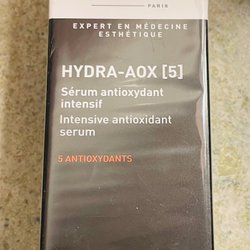 PARIS
EXPERT EN MÉDECINE
ESTHÉTIQUE
HYDRA-AOX [5]
Sérum antioxydant
intensif
Intensive antioxidant
serum
5 ANTIOXYDANTS